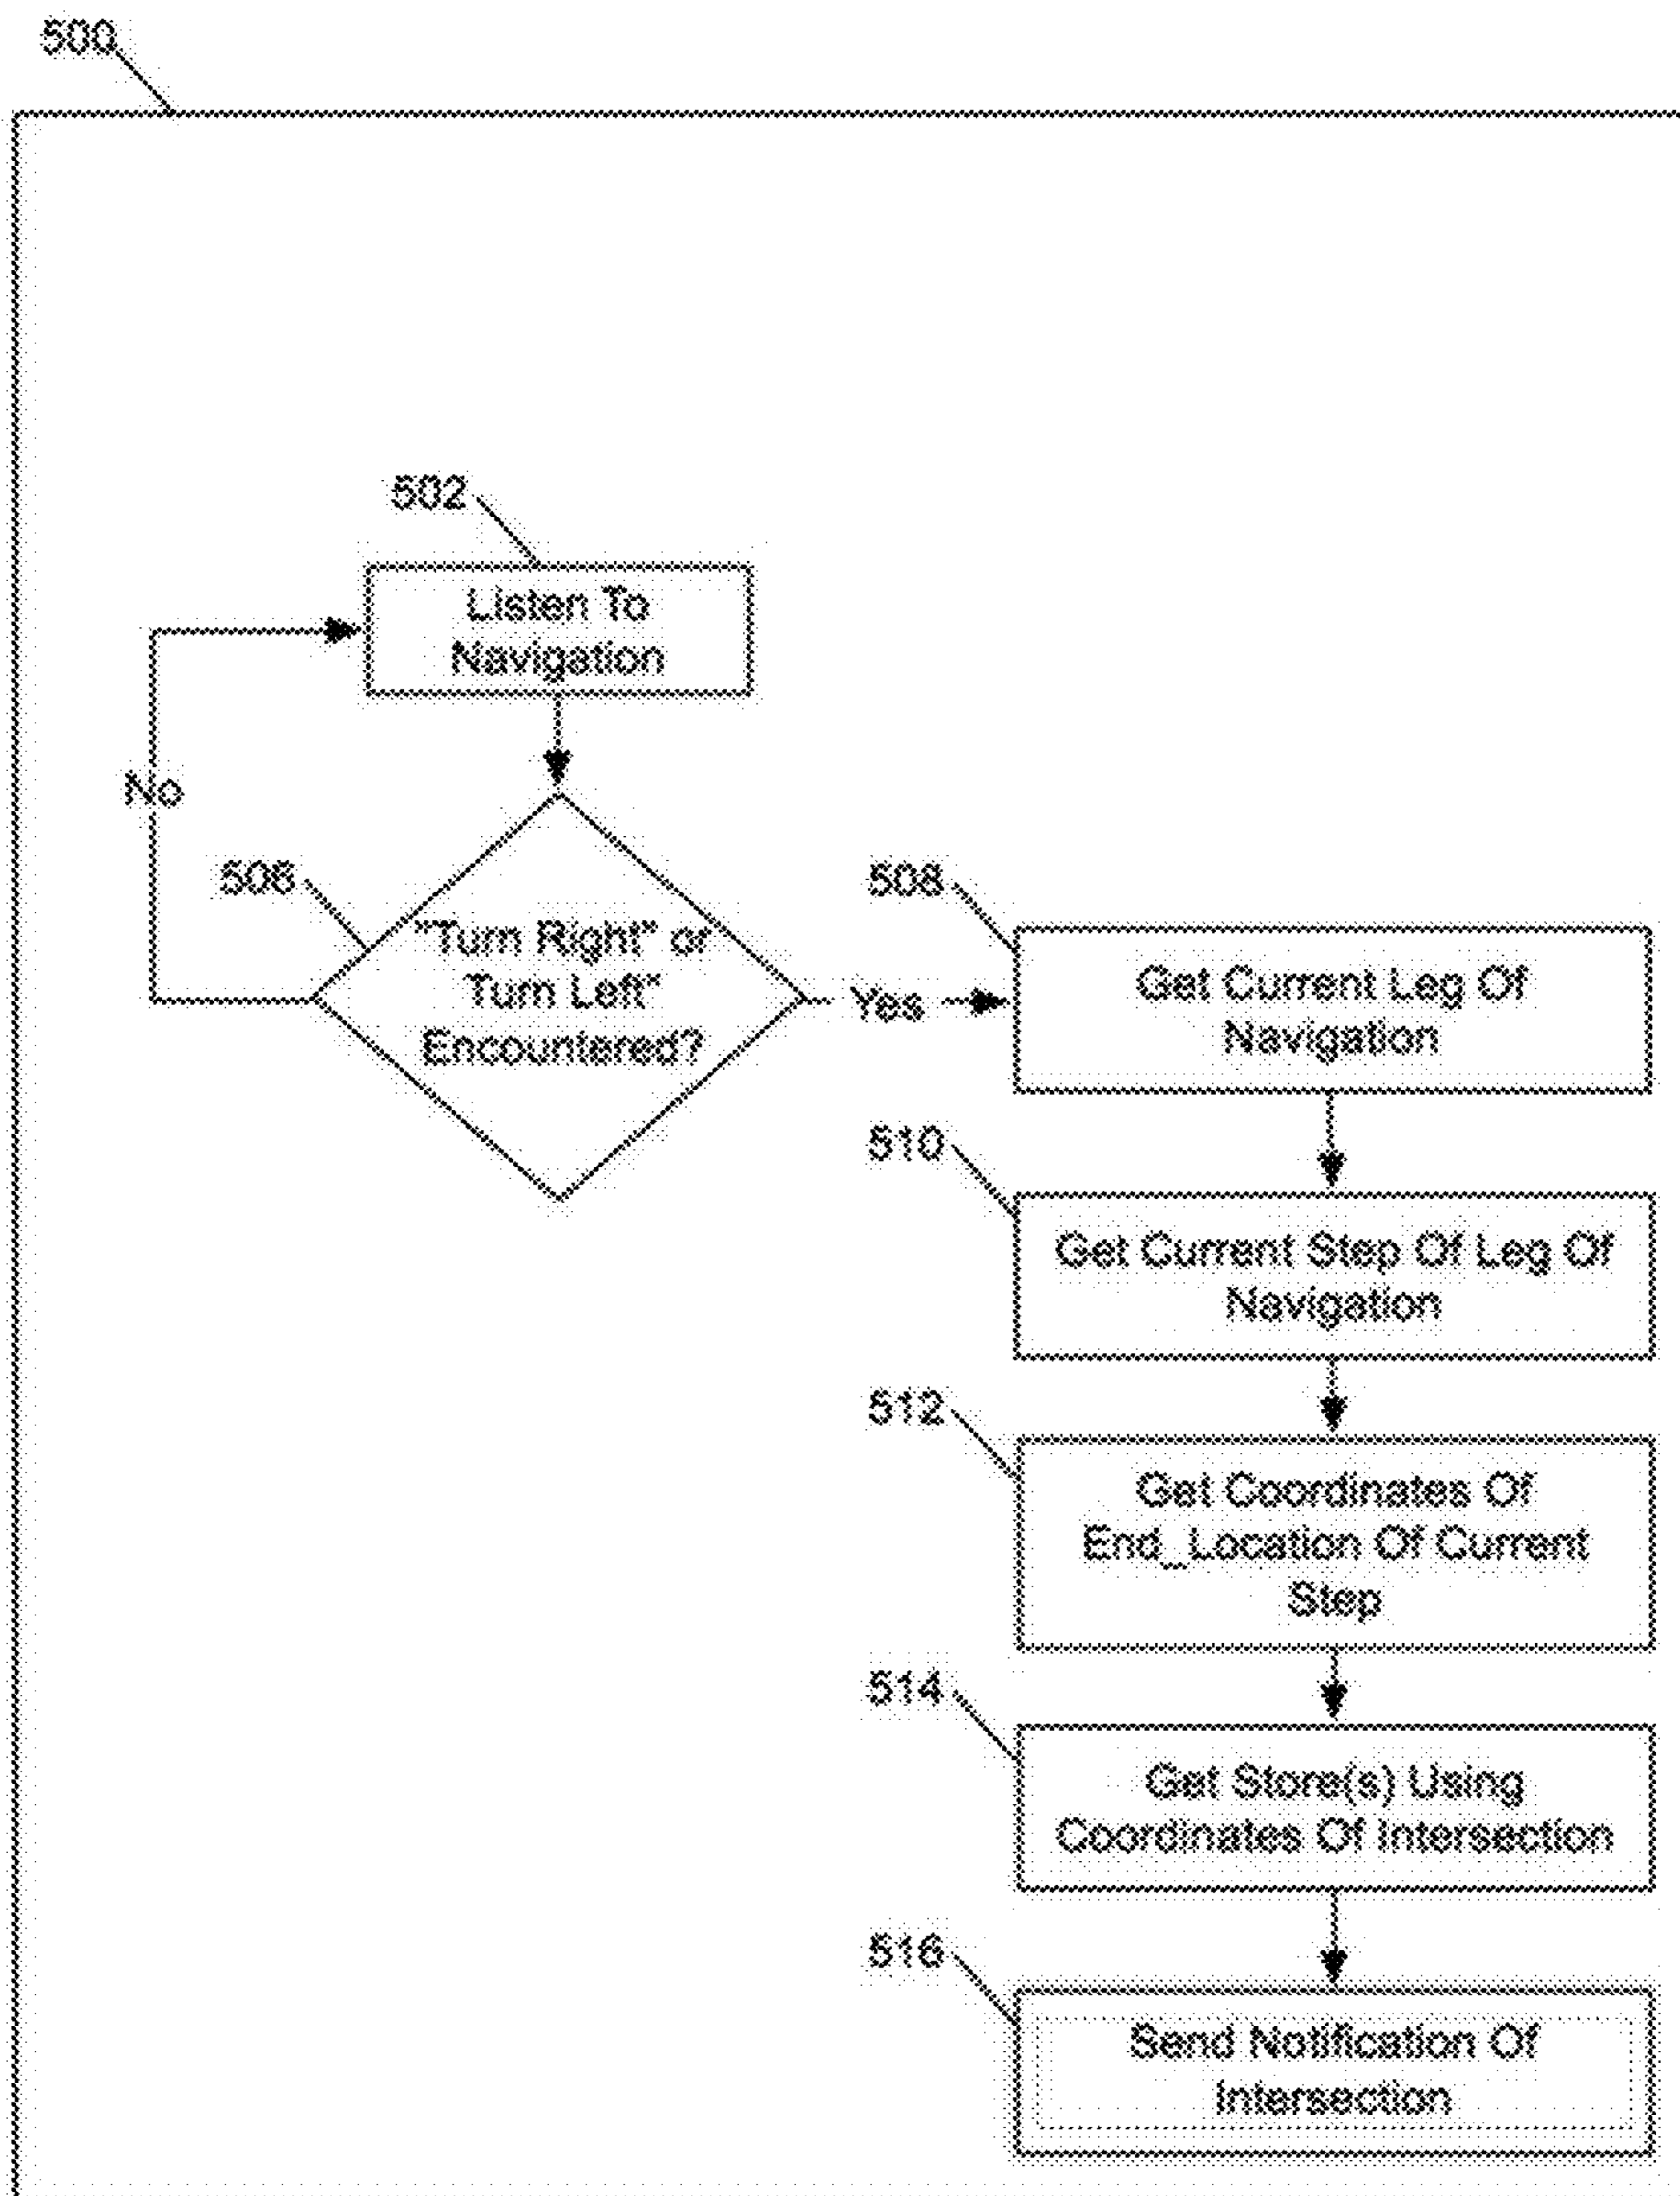 500
502
Listen To
Navigation
No
506
"Turn Right" or
Turn Left"
Encountered?
Yes
508
Get Current Leg Of
Navigation
510
Get Current Step Of Leg Of
Navigation
512
Get Coordinates Of
End_Location Of Current
Step
514
Get Store(s) Using
Coordinates Of Intersection
516
Send Notification Of
Intersection